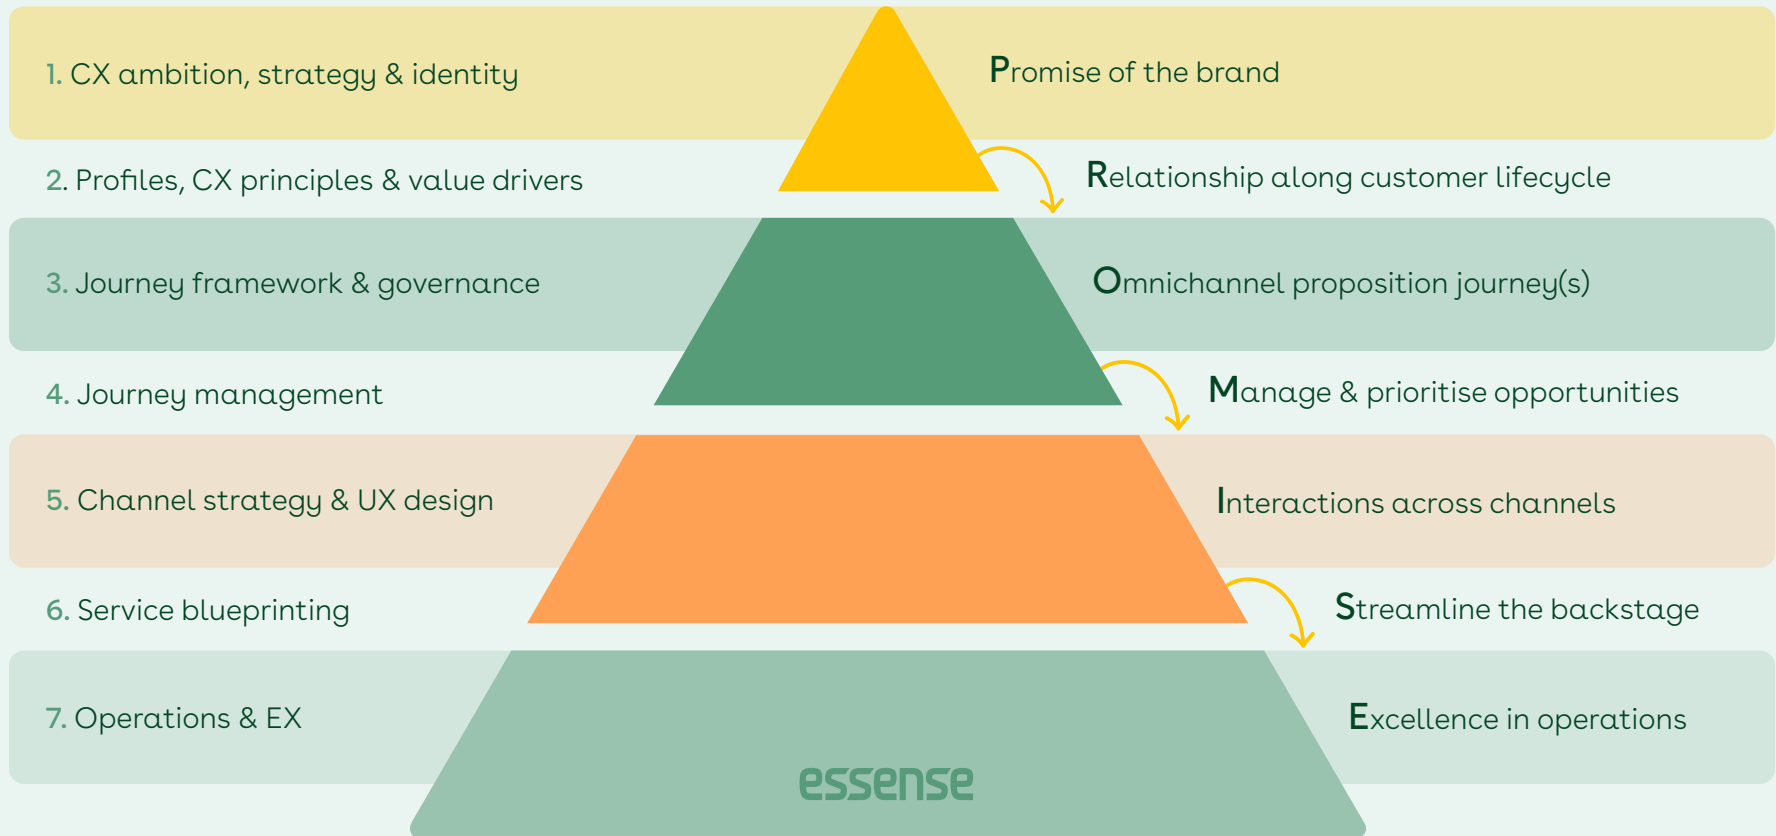 1. CX ambition, strategy & identity
Promise of the brand
2. Profiles, CX principles & value drivers
Relationship along customer lifecycle
3. Journey framework & governance
Omnichannel proposition journey(s)
4. Journey management
Manage & prioritise opportunities
5. Channel strategy & UX design
Interactions across channels
6. Service blueprinting
Streamline the backstage
7. Operations & EX
Excellence in operations
essense